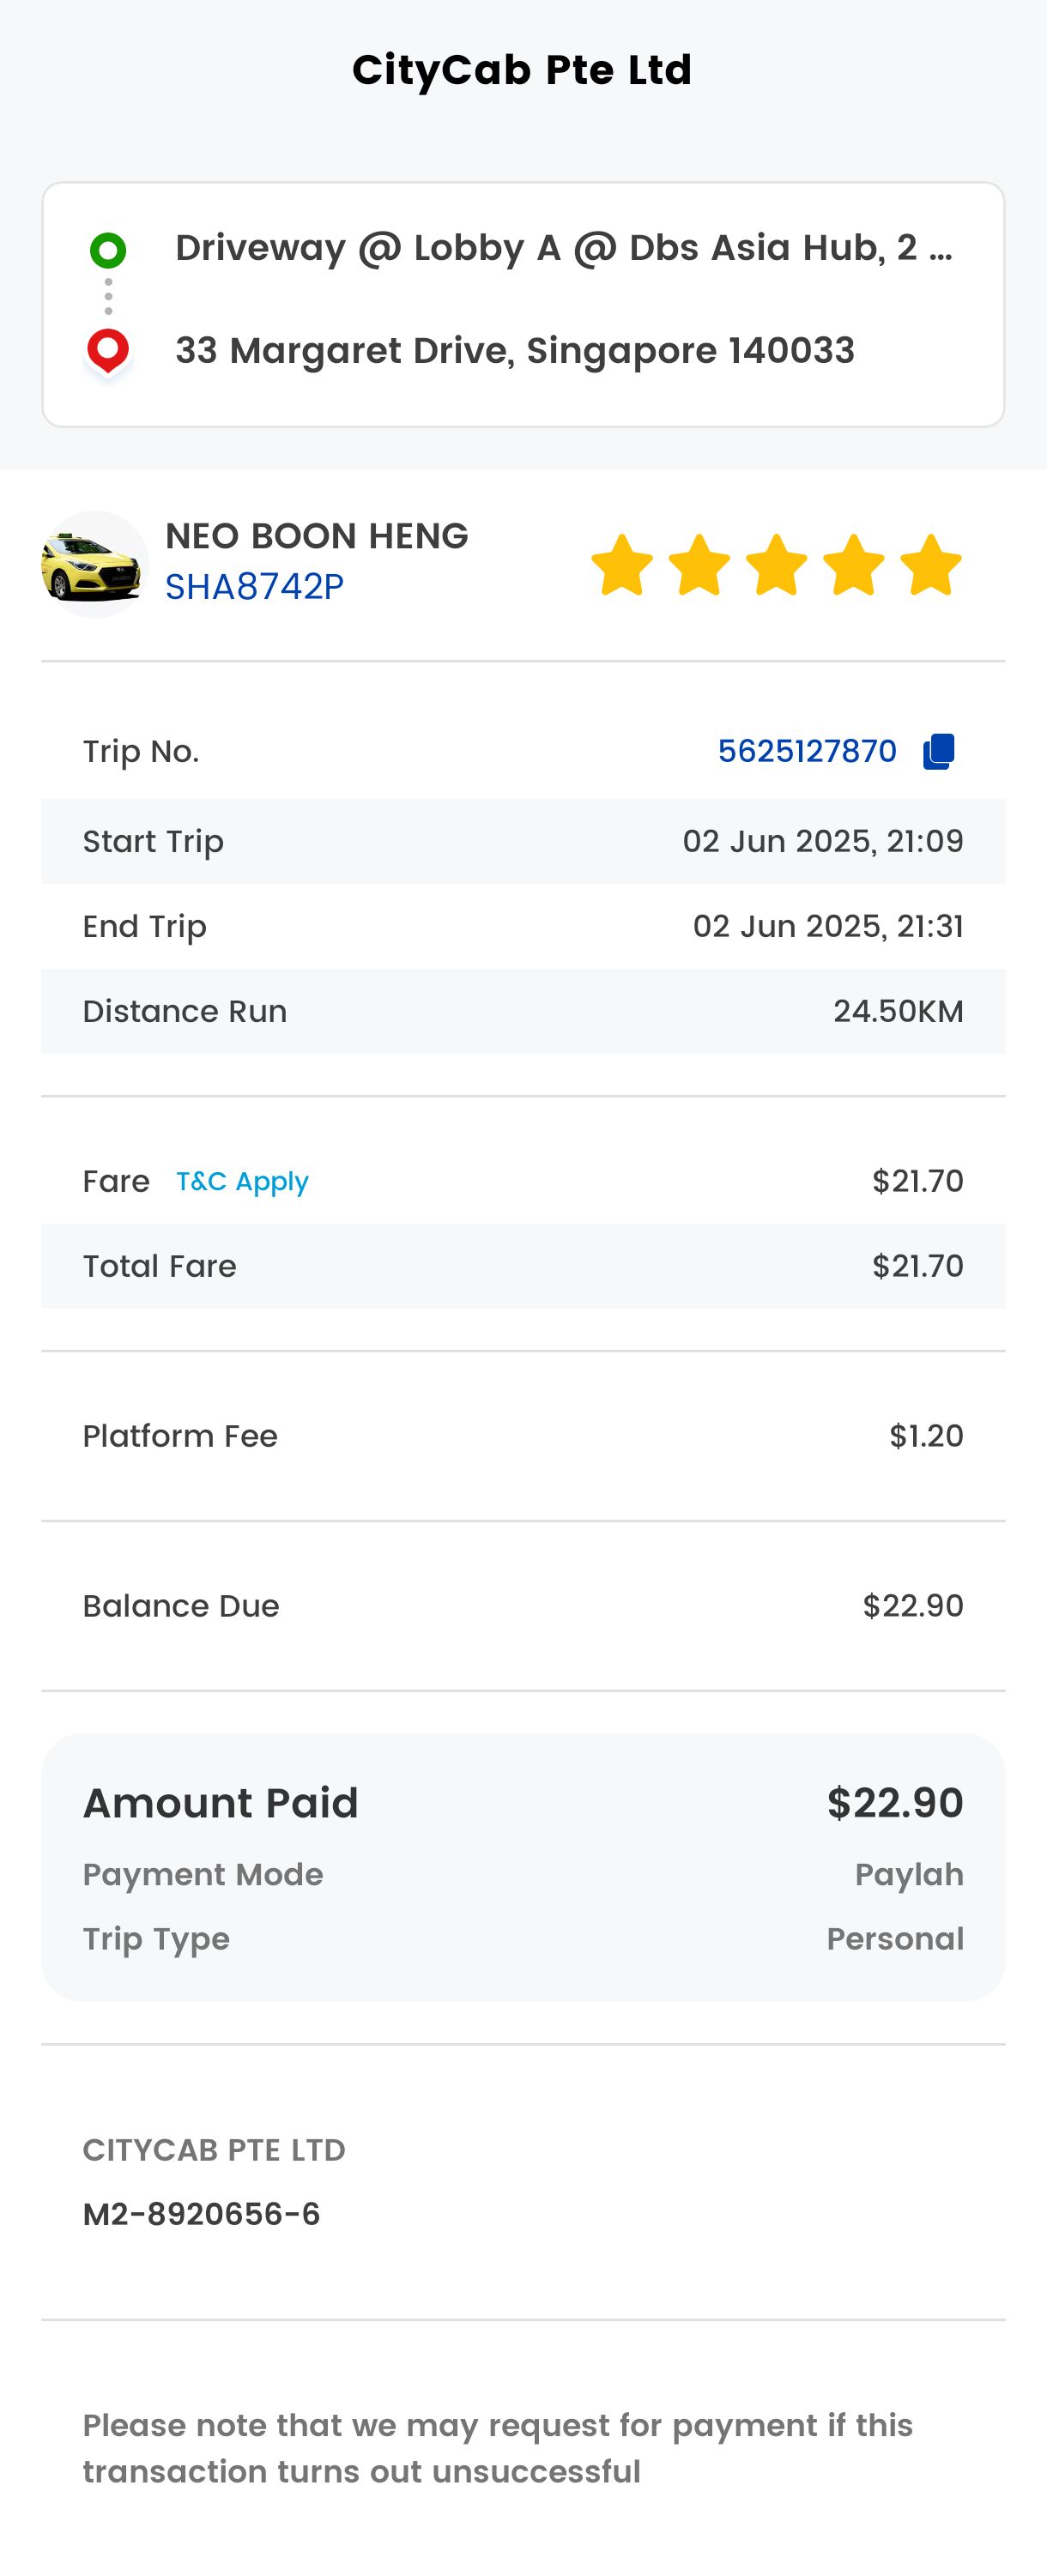 CityCab Pte Ltd
Driveway @ Lobby A @ Dbs Asia Hub, 2 ...
33 Margaret Drive, Singapore 140033
NEO BOON HENG
SHA8742P
Trip No. 5625127870
Start Trip 02 Jun 2025, 21:09
End Trip 02 Jun 2025, 21:31
Distance Run 24.50KM
Fare T&C Apply $21.70
Total Fare $21.70
Platform Fee $1.20
Balance Due $22.90
Amount Paid $22.90
Payment Mode Paylah
Trip Type Personal
CITYCAB PTE LTD
M2-8920656-6
Please note that we may request for payment if this
transaction turns out unsuccessful